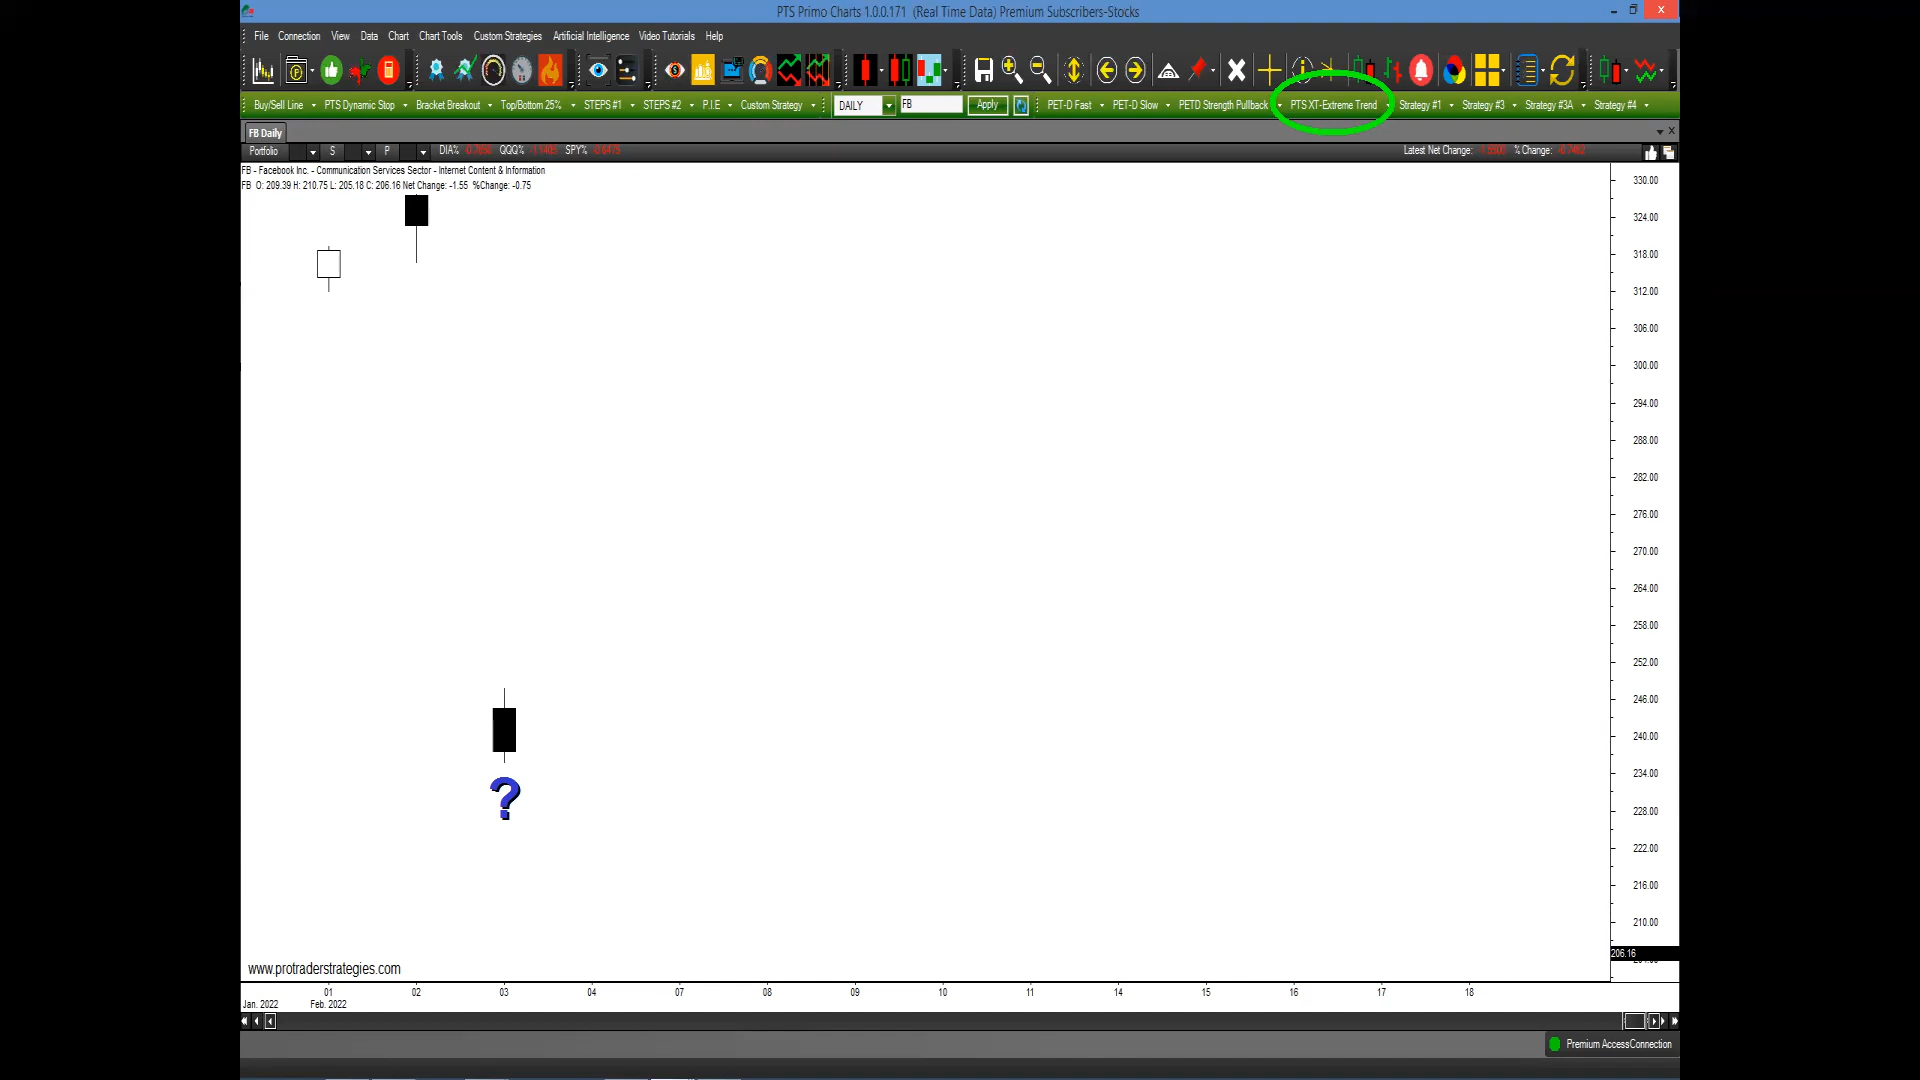 PTS Primo Charts 1.0.0.171 (Real Time Data) Premium Subscribers-Stocks
File Connection View Data Chart Chart Tools Custom Strategies Artificial Intelligence Video Tutorials Help
Buy/Sell Line PTS Dynamic Stop Bracket Breakout Top/Bottom 25% STEPS #1 STEPS #2 P.I.E Custom Strategy DAILY FB Apply PET-D Fast PET-D Slow PETD Strength Pullback PTS XT-Extreme Trend Strategy #1 Strategy #3 Strategy #3A Strategy #4
FB Daily
Portfolio S P DIA% QQQ% SPY% Latest Net Change: % Change:
FB - Facebook Inc. - Communication Services Sector - Internet Content & Information
FB O: 209.39 H: 210.75 L: 205.18 C: 206.16 Net Change: -1.55 %Change: -0.75
330.00
324.00
318.00
312.00
306.00
300.00
294.00
288.00
282.00
276.00
270.00
264.00
258.00
252.00
246.00
240.00
234.00
?
228.00
222.00
216.00
210.00
206.16
www.protraderstrategies.com
01 02 03 04 07 08 09 10 11 14 15 16 17 18
Jan. 2022 Feb. 2022
Premium AccessConnection